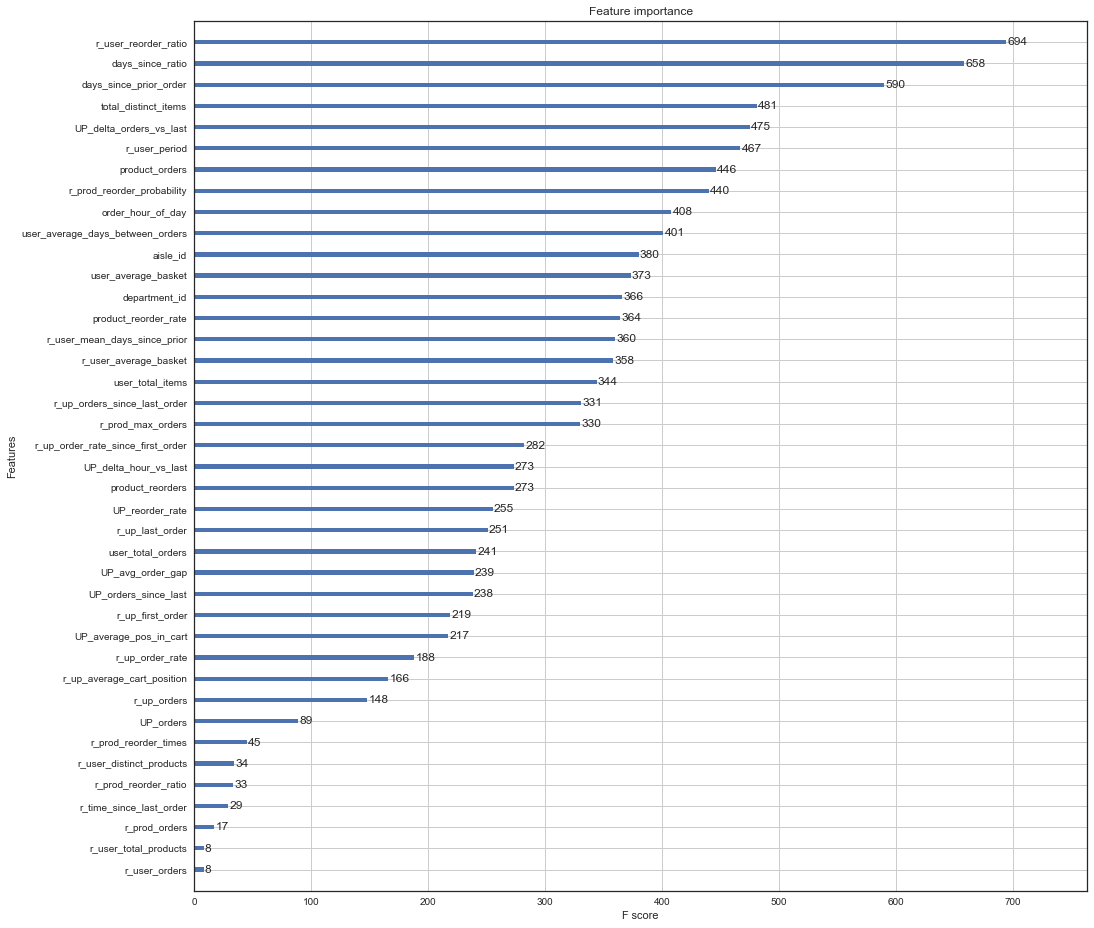 Feature importance
r_user_reorder_ratio 694
days_since_ratio 658
days_since_prior_order 590
total_distinct_items 481
UP_delta_orders_vs_last 475
r_user_period 467
product_orders 446
r_prod_reorder_probability 440
order_hour_of_day 408
user_average_days_between_orders 401
aisle_id 380
user_average_basket 373
department_id 366
product_reorder_rate 364
r_user_mean_days_since_prior 360
r_user_average_basket 358
user_total_items 344
r_up_orders_since_last_order 331
r_prod_max_orders 330
r_up_order_rate_since_first_order 282
UP_delta_hour_vs_last 273
product_reorders 273
UP_reorder_rate 255
r_up_last_order 251
user_total_orders 241
UP_avg_order_gap 239
UP_orders_since_last 238
r_up_first_order 219
UP_average_pos_in_cart 217
r_up_order_rate 188
r_up_average_cart_position 166
r_up_orders 148
UP_orders 89
r_prod_reorder_times 45
r_user_distinct_products 34
r_prod_reorder_ratio 33
r_time_since_last_order 29
r_prod_orders 17
r_user_total_products 8
r_user_orders 8
Features
0 100 200 300 400 500 600 700
F score